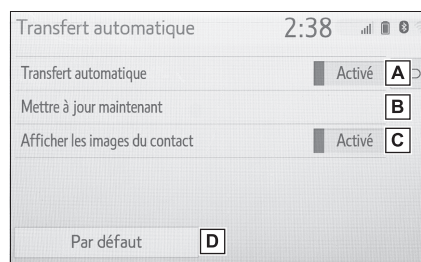 Transfert automatique 2:38
Transfert automatique Activé A
Mettre à jour maintenant B
Afficher les images du contact Activé C
Par défaut D